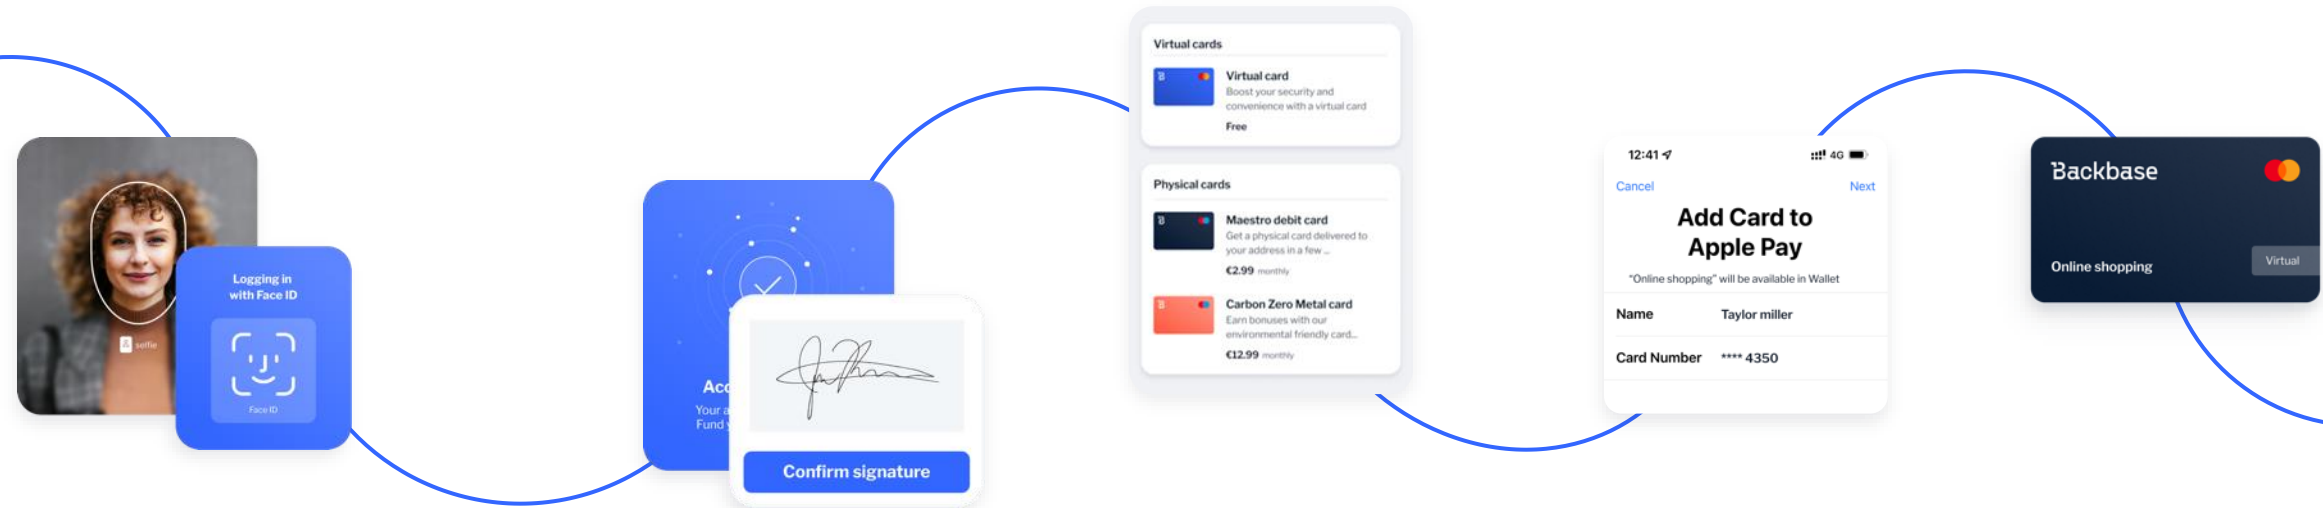 selfie
Logging in
with Face ID
Face ID
Acc
Your a
Fund y
Confirm signature
Virtual cards
Virtual card
Boost your security and
convenience with a virtual card
Free
Physical cards
Maestro debit card
Get a physical card delivered to
your address in a few ...
€2.99 monthly
Carbon Zero Metal card
Earn bonuses with our
environmental friendly card...
€12.99 monthly
12:41
4G
Cancel
Next
Add Card to
Apple Pay
“Online shopping” will be available in Wallet
Name Taylor miller
Card Number **** 4350
Backbase
Online shopping
Virtual